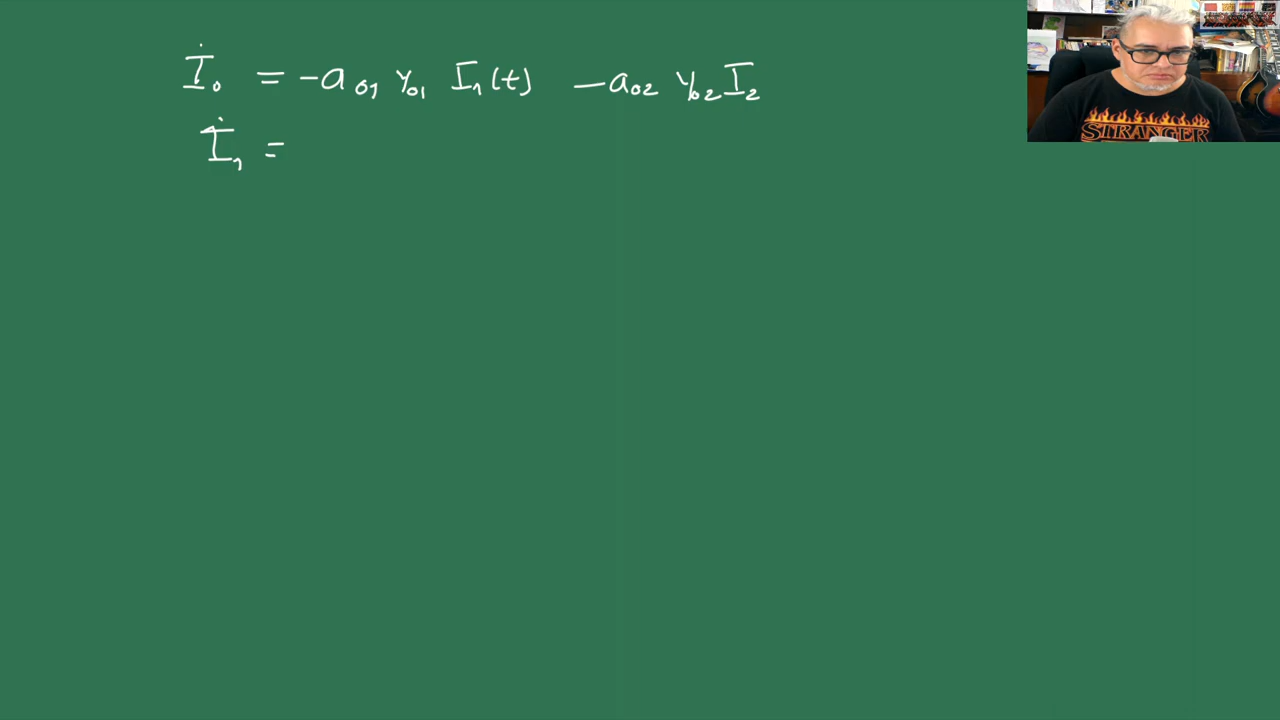 İ₀ = -a₀₁ γ₀₁ I₁(t) - a₀₂ γ₀₂ I₂
İ₁ =
STRANGER